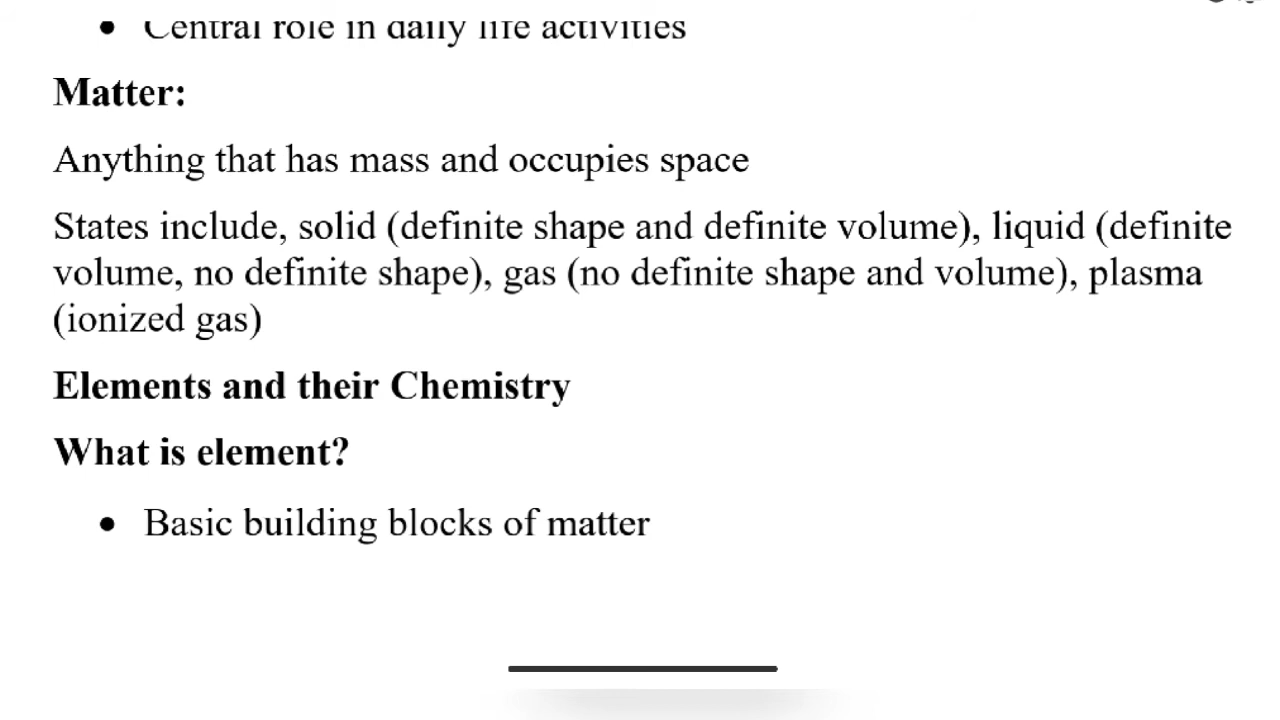 • Central role in daily life activities
Matter:
Anything that has mass and occupies space
States include, solid (definite shape and definite volume), liquid (definite
volume, no definite shape), gas (no definite shape and volume), plasma
(ionized gas)
Elements and their Chemistry
What is element?
• Basic building blocks of matter